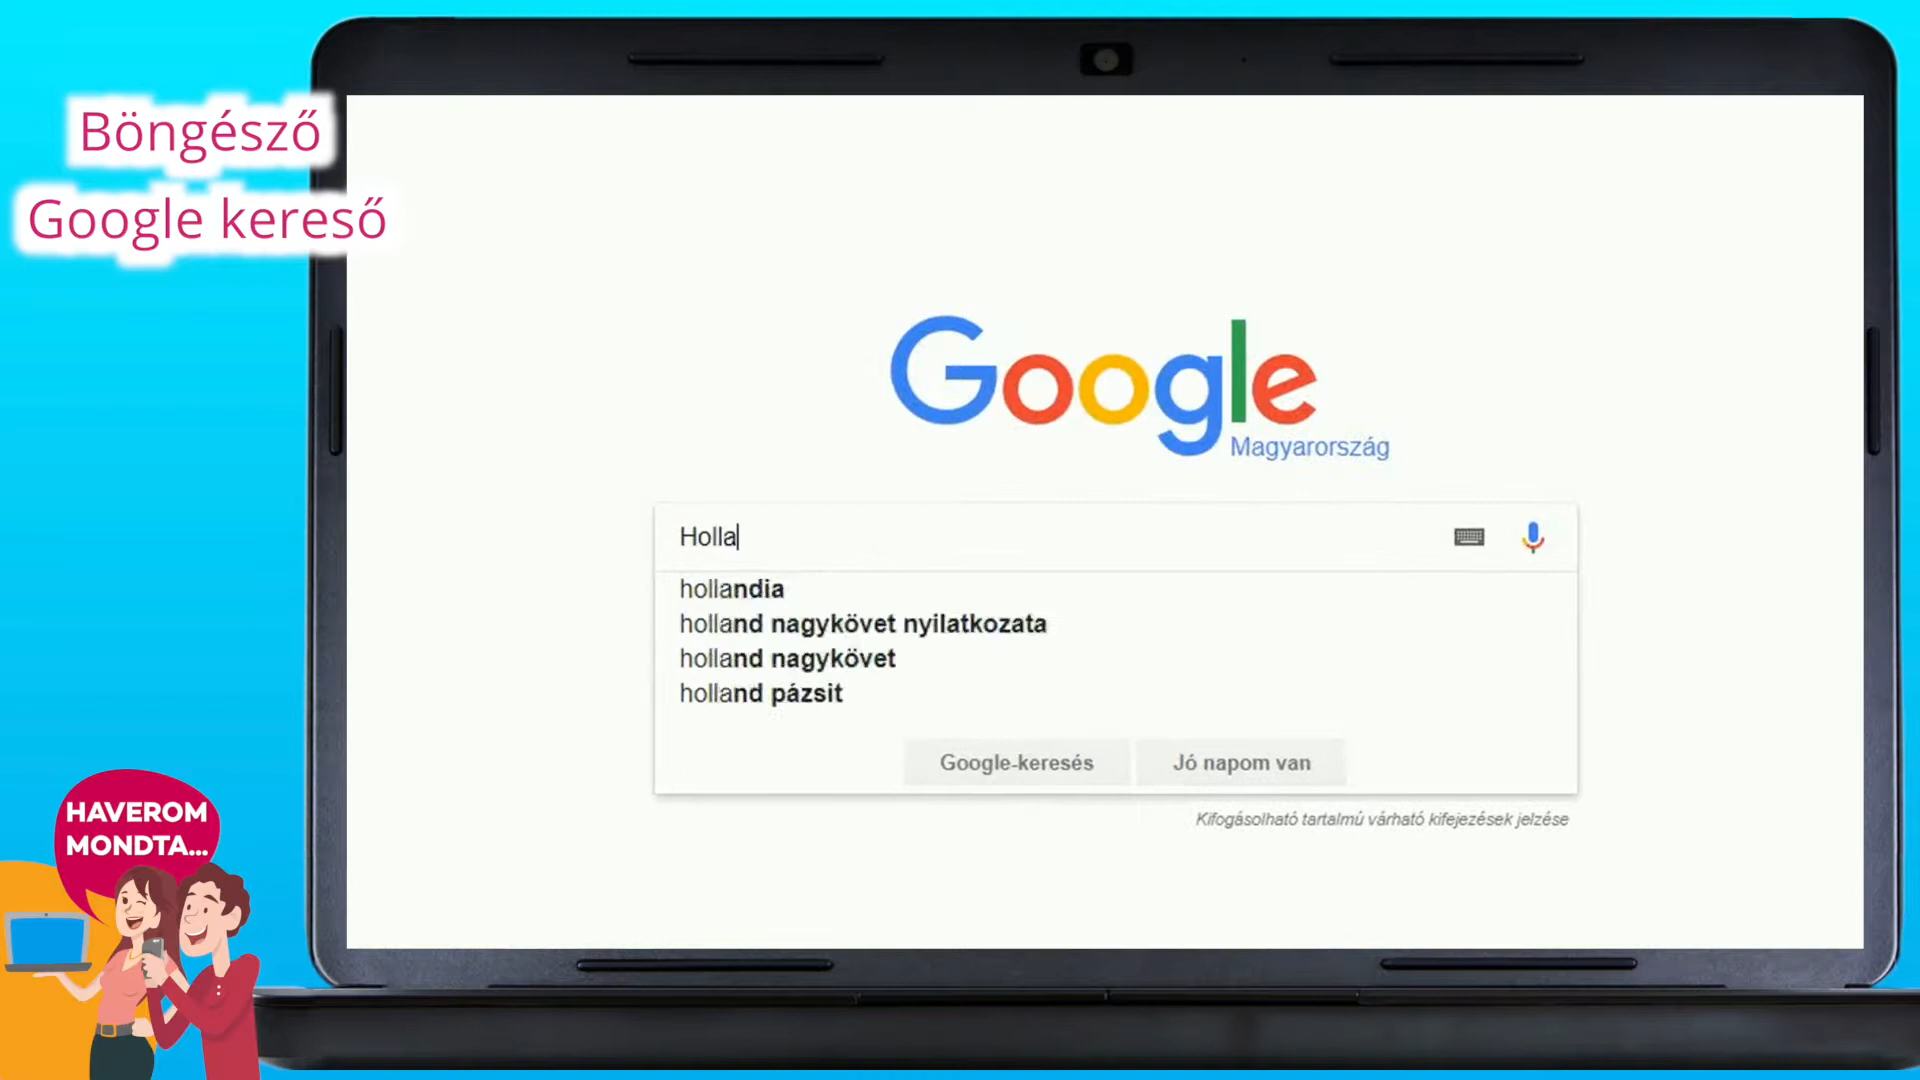 Böngésző
Google kereső
Google
Magyarország
Holla
hollandia
holland nagykövet nyilatkozata
holland nagykövet
holland pázsit
Google-keresés
Jó napom van
Kifogásolható tartalmú várható kifejezések jelzése
HAVEROM
MONDTA...